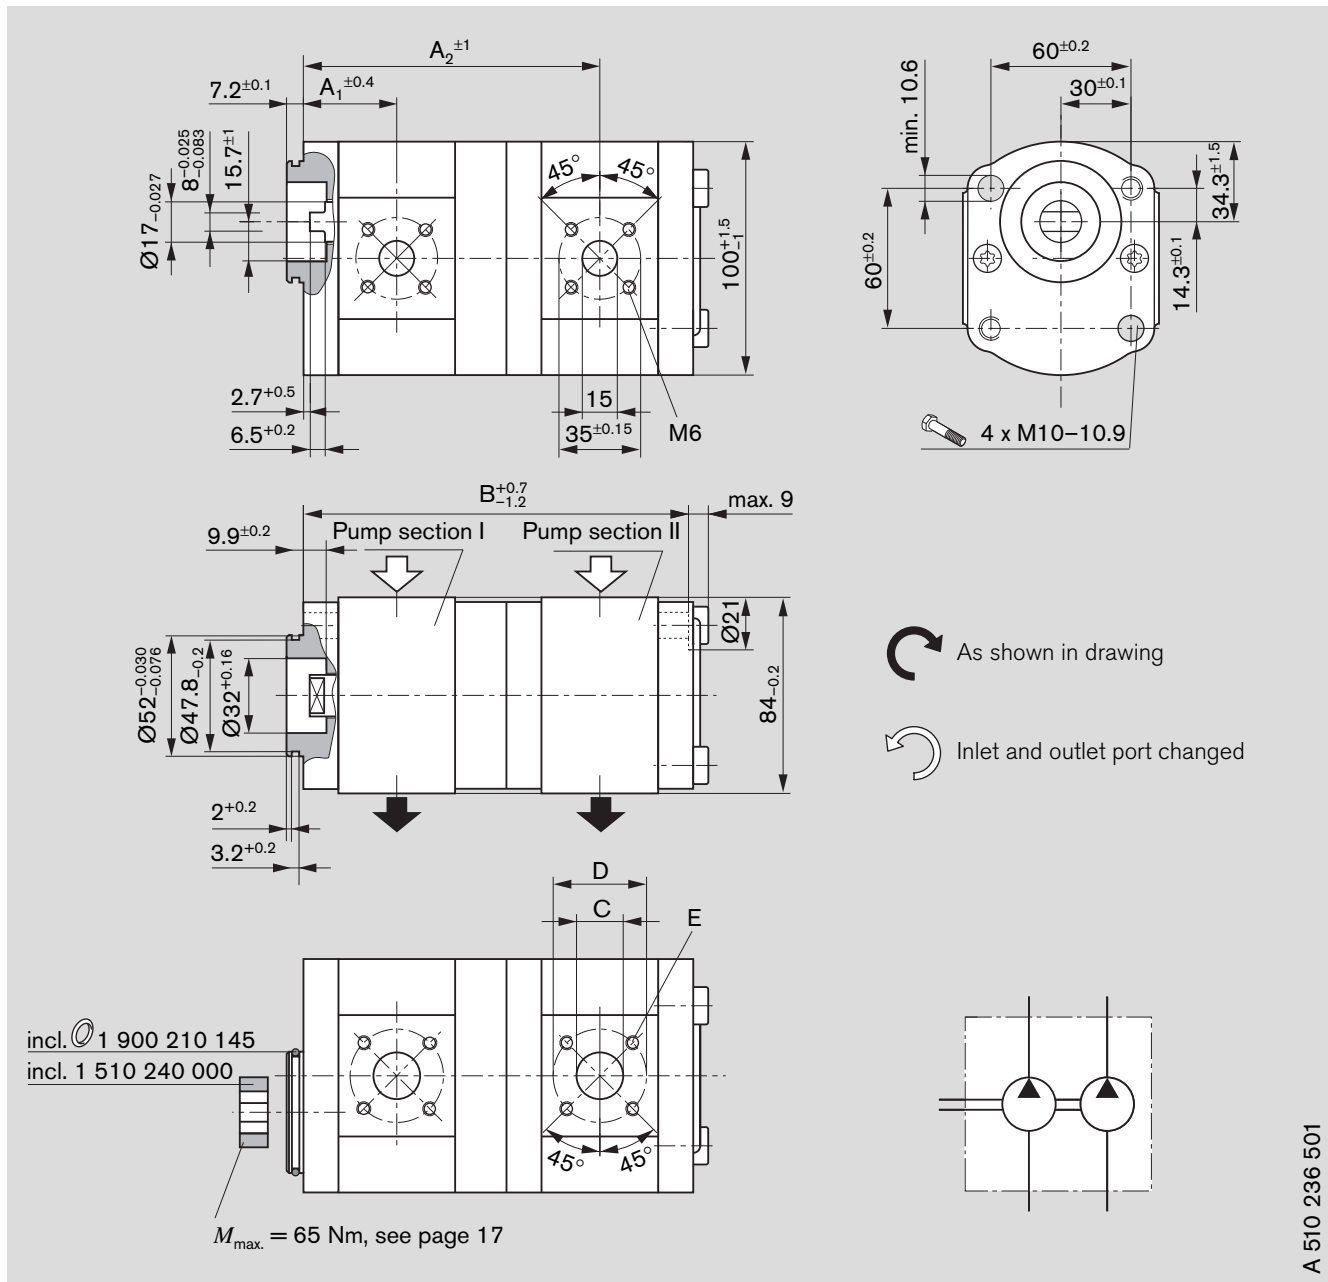 A₂±1
60±0.2
7.2±0.1
A₁±0.4
min. 10.6
30±0.1
Ø17−0.027
8−0.025 −0.083
15.7±1
45°
45°
100+1.5 −1
34.3±1.5
60±0.2
14.3±0.1
2.7+0.5
15
6.5+0.2
35±0.15
M6
4 x M10–10.9
B+0.7 −1.2
max. 9
9.9±0.2
Pump section I
Pump section II
Ø21
Ø52−0.030 −0.076
Ø47.8−0.2
Ø32+0.16
84−0.2
As shown in drawing
Inlet and outlet port changed
2+0.2
3.2+0.2
D
C
E
incl. 1 900 210 145
incl. 1 510 240 000
45°
45°
Mmax. = 65 Nm, see page 17
A 510 236 501